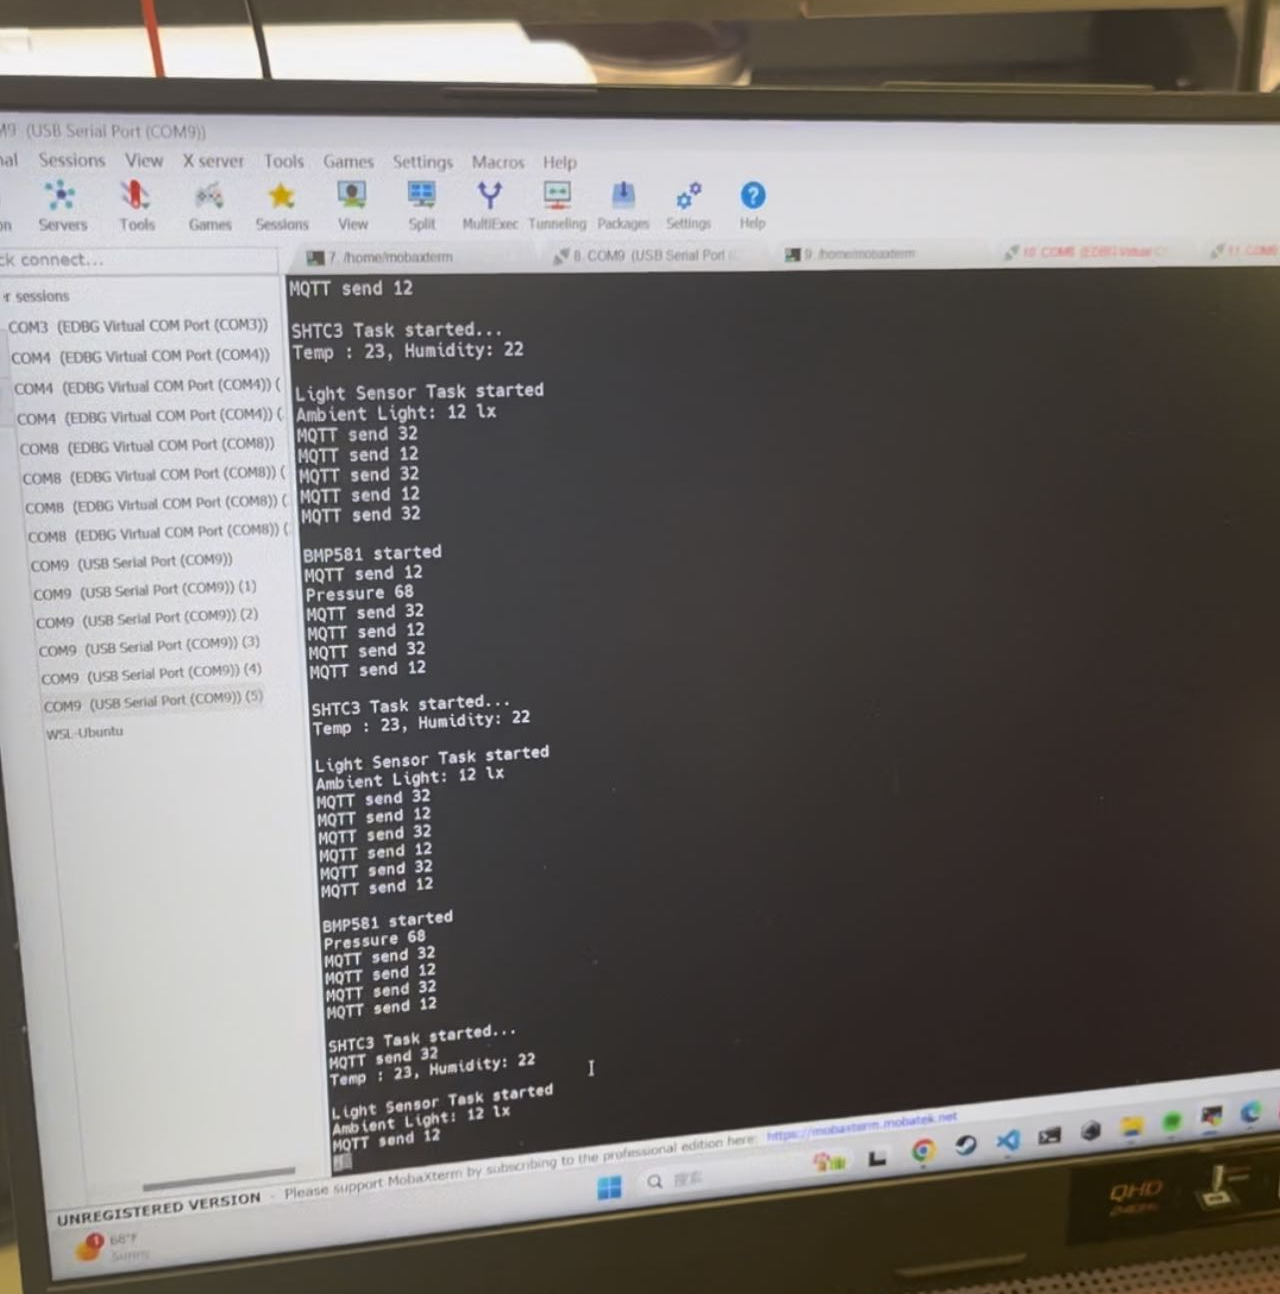 (USB Serial Port (COM9))
Sessions View X server Tools Games Settings Macros Help
Servers Tools Games Sessions View Split MultiExec Tunneling Packages Settings Help
connect...
7. /home/mobaxterm
8. COM9 (USB Serial Port
9. /home/mobaxterm
sessions
COM3 (EDBG Virtual COM Port (COM3))
COM4 (EDBG Virtual COM Port (COM4))
COM4 (EDBG Virtual COM Port (COM4)) (
COM4 (EDBG Virtual COM Port (COM4)) (
COM8 (EDBG Virtual COM Port (COM8))
COM8 (EDBG Virtual COM Port (COM8)) (
COM8 (EDBG Virtual COM Port (COM8)) (
COM8 (EDBG Virtual COM Port (COM8)) (
COM9 (USB Serial Port (COM9))
COM9 (USB Serial Port (COM9)) (1)
COM9 (USB Serial Port (COM9)) (2)
COM9 (USB Serial Port (COM9)) (3)
COM9 (USB Serial Port (COM9)) (4)
COM9 (USB Serial Port (COM9)) (5)
WSL-Ubuntu
MQTT send 12
SHTC3 Task started...
Temp : 23, Humidity: 22
Light Sensor Task started
Ambient Light: 12 lx
MQTT send 32
MQTT send 12
MQTT send 32
MQTT send 12
MQTT send 32
BMP581 started
MQTT send 12
Pressure 68
MQTT send 32
MQTT send 12
MQTT send 32
MQTT send 12
SHTC3 Task started...
Temp : 23, Humidity: 22
Light Sensor Task started
Ambient Light: 12 lx
MQTT send 32
MQTT send 12
MQTT send 32
MQTT send 12
MQTT send 32
MQTT send 12
BMP581 started
Pressure 68
MQTT send 32
MQTT send 12
MQTT send 32
MQTT send 12
SHTC3 Task started...
MQTT send 32
Temp : 23, Humidity: 22
Light Sensor Task started
Ambient Light: 12 lx
MQTT send 12
UNREGISTERED VERSION - Please support MobaXterm by subscribing to the professional edition here: https://mobaxterm.mobatek.net
搜索
68°F
Sunny
QHD